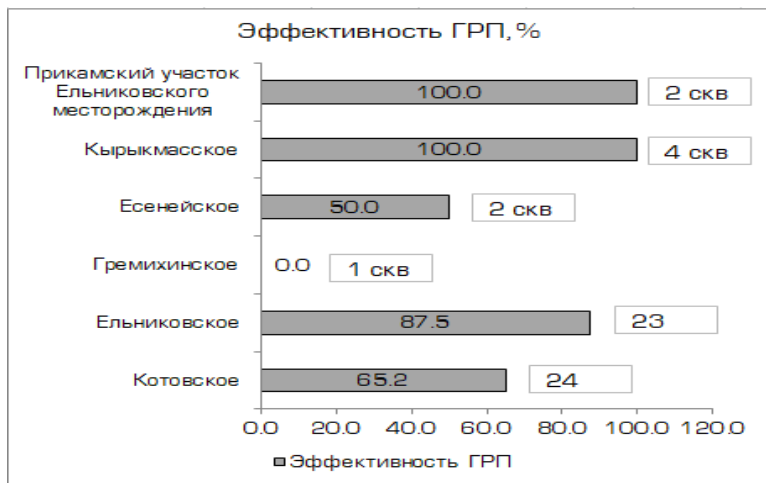 Эффективность ГРП, %
Прикамский участок
Ельниковского
месторождения
100.0
2 скв
Кырыкмасское
100.0
4 скв
Есенейское
50.0
2 скв
Гремихинское
0.0
1 скв
Ельниковское
87.5
23
Котовское
65.2
24
0.0 20.0 40.0 60.0 80.0 100.0 120.0
Эффективность ГРП